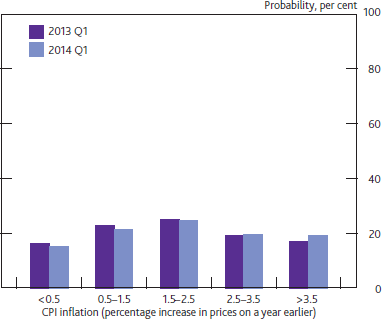 Probability, per cent
2013 Q1
2014 Q1
100
80
60
40
20
0
<0.5 0.5–1.5 1.5–2.5 2.5–3.5 >3.5
CPI inflation (percentage increase in prices on a year earlier)